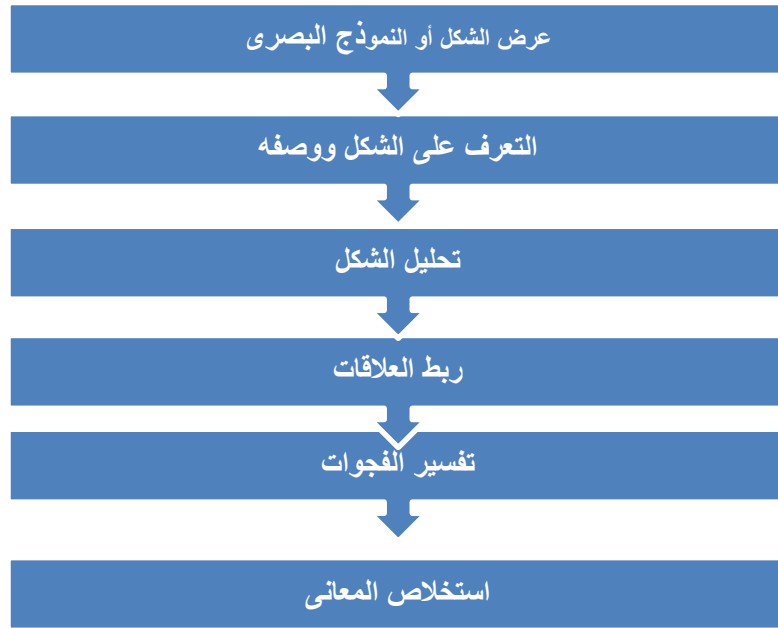 عرض الشكل أو النموذج البصرى
التعرف على الشكل ووصفه
تحليل الشكل
ربط العلاقات
تفسير الفجوات
استخلاص المعانى